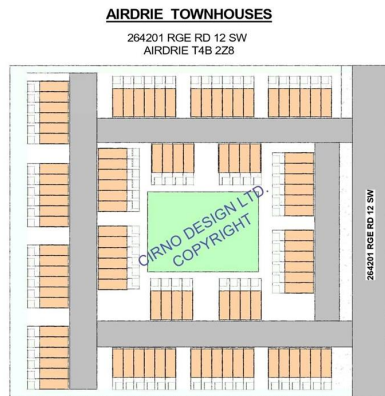 AIRDRIE TOWNHOUSES
264201 RGE RD 12 SW
AIRDRIE T4B 2Z8
CIRNO DESIGN LTD.
COPYRIGHT
264201 RGE RD 12 SW